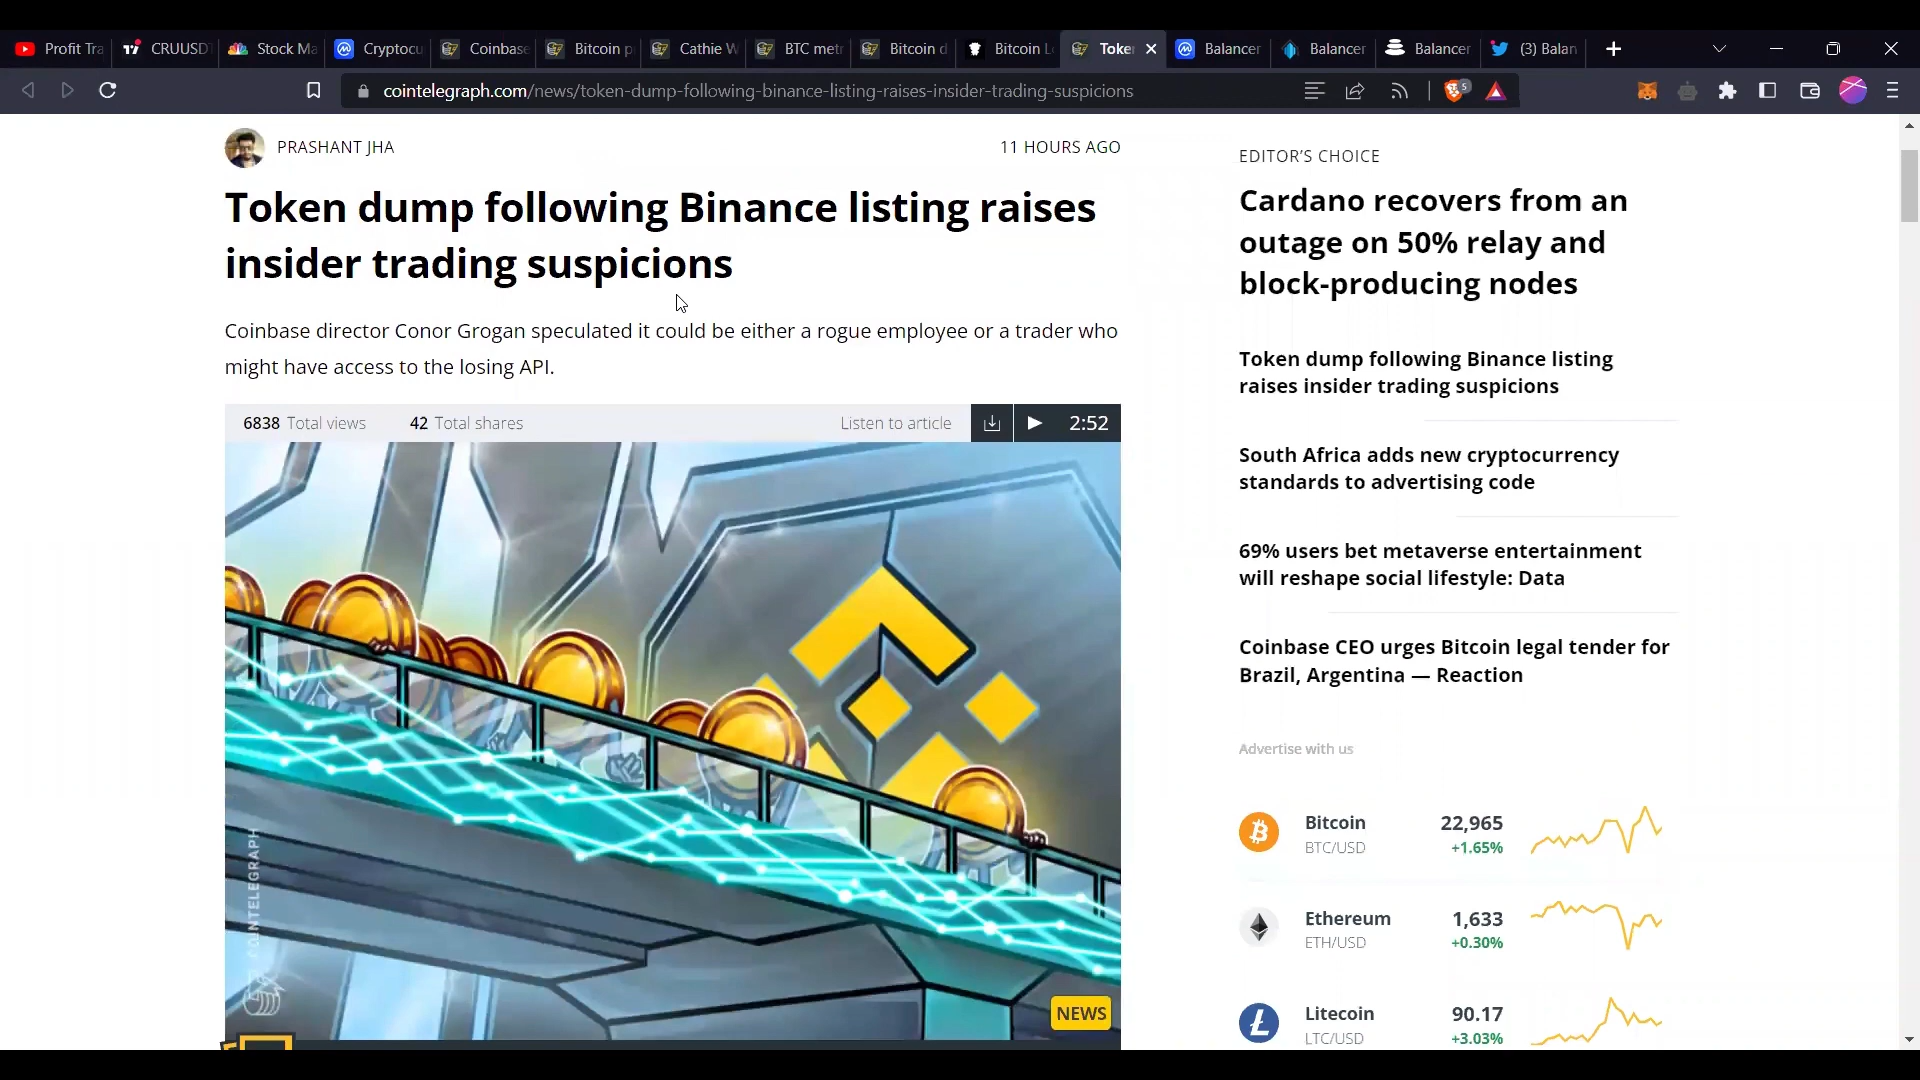 Profit Tra
CRUUSD
Stock Ma
Cryptocu
Coinbase
Bitcoin p
Cathie W
BTC metr
Bitcoin d
Bitcoin L
Token
Balancer
Balancer
Balancer
(3) Balan
cointelegraph.com/news/token-dump-following-binance-listing-raises-insider-trading-suspicions
5
PRASHANT JHA
11 HOURS AGO
Token dump following Binance listing raises
insider trading suspicions
Coinbase director Conor Grogan speculated it could be either a rogue employee or a trader who
might have access to the losing API.
6838 Total views
42 Total shares
Listen to article
2:52
COINTELEGRAPH
NEWS
EDITOR'S CHOICE
Cardano recovers from an
outage on 50% relay and
block-producing nodes
Token dump following Binance listing
raises insider trading suspicions
South Africa adds new cryptocurrency
standards to advertising code
69% users bet metaverse entertainment
will reshape social lifestyle: Data
Coinbase CEO urges Bitcoin legal tender for
Brazil, Argentina — Reaction
Advertise with us
Bitcoin 22,965
BTC/USD +1.65%
Ethereum 1,633
ETH/USD +0.30%
Litecoin 90.17
LTC/USD +3.03%